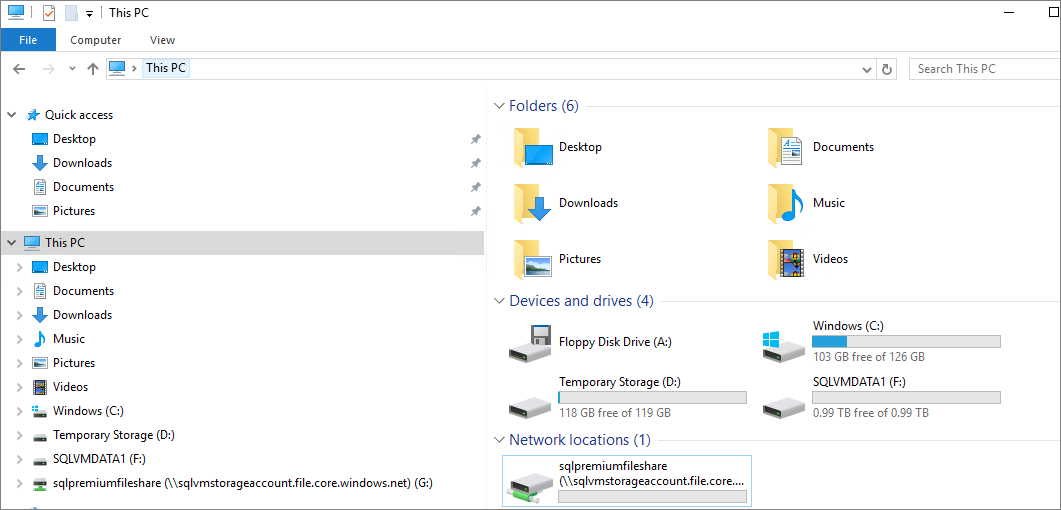 This PC
File Computer View
This PC
Search This PC
Quick access
Desktop
Downloads
Documents
Pictures
This PC
Desktop
Documents
Downloads
Music
Pictures
Videos
Windows (C:)
Temporary Storage (D:)
SQLVMDATA1 (F:)
sqlpremiumfileshare (\\sqlvmstorageaccount.file.core.windows.net) (G:)
Folders (6)
Desktop
Documents
Downloads
Music
Pictures
Videos
Devices and drives (4)
Floppy Disk Drive (A:)
Windows (C:)
103 GB free of 126 GB
Temporary Storage (D:)
118 GB free of 119 GB
SQLVMDATA1 (F:)
0.99 TB free of 0.99 TB
Network locations (1)
sqlpremiumfileshare
(\\sqlvmstorageaccount.file.core....